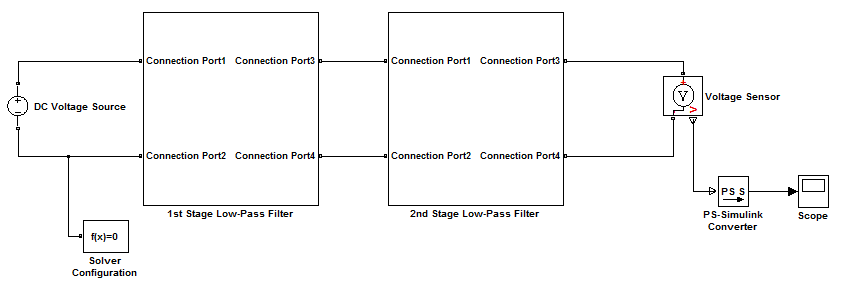 Connection Port1 Connection Port3
Connection Port1 Connection Port3
DC Voltage Source
V
Voltage Sensor
Connection Port2 Connection Port4
Connection Port2 Connection Port4
PS S
1st Stage Low-Pass Filter
2nd Stage Low-Pass Filter
PS-Simulink
Converter
Scope
f(x)=0
Solver
Configuration